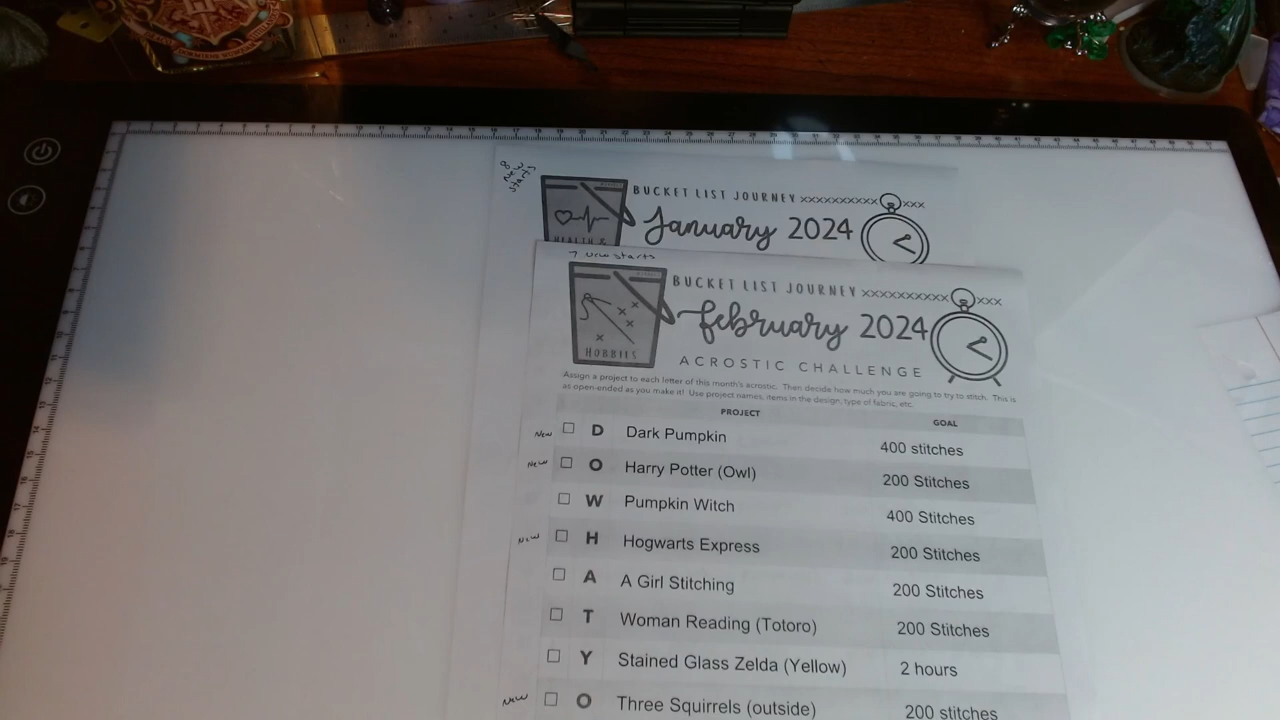 8
New
starts
BUCKET LIST JOURNEY xxxxxxxxxx xxx
January 2024
HEALTH &
7 new starts
BUCKET LIST JOURNEY xxxxxxxxxx xxx
february 2024
HOBBIES
ACROSTIC CHALLENGE
Assign a project to each letter of this month's acrostic. Then decide how much you are going to try to stitch. This is
as open-ended as you make it! Use project names, items in the design, type of fabric, etc.
PROJECT GOAL
New D Dark Pumpkin 400 stitches
New O Harry Potter (Owl) 200 Stitches
W Pumpkin Witch 400 Stitches
New H Hogwarts Express 200 Stitches
A A Girl Stitching 200 Stitches
T Woman Reading (Totoro) 200 Stitches
Y Stained Glass Zelda (Yellow) 2 hours
New O Three Squirrels (outside) 200 stitches